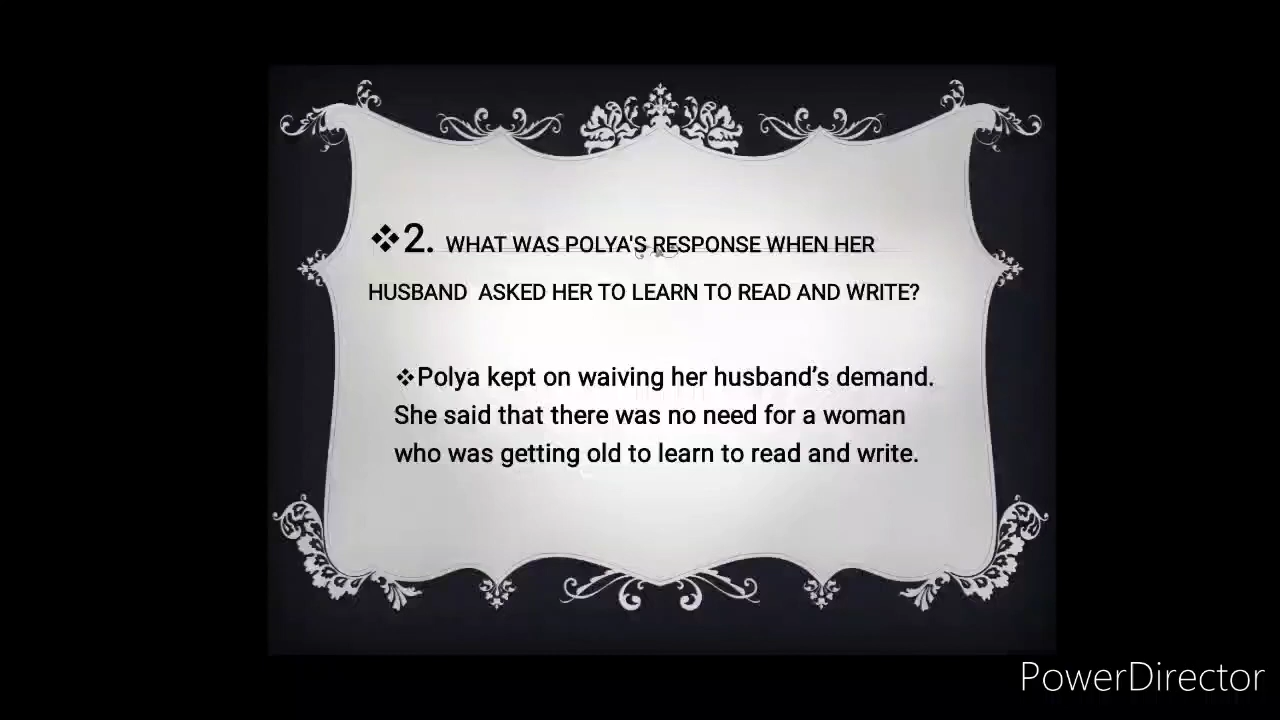 ❖2. WHAT WAS POLYA'S RESPONSE WHEN HER
HUSBAND ASKED HER TO LEARN TO READ AND WRITE?
❖Polya kept on waiving her husband’s demand.
She said that there was no need for a woman
who was getting old to learn to read and write.
PowerDirector